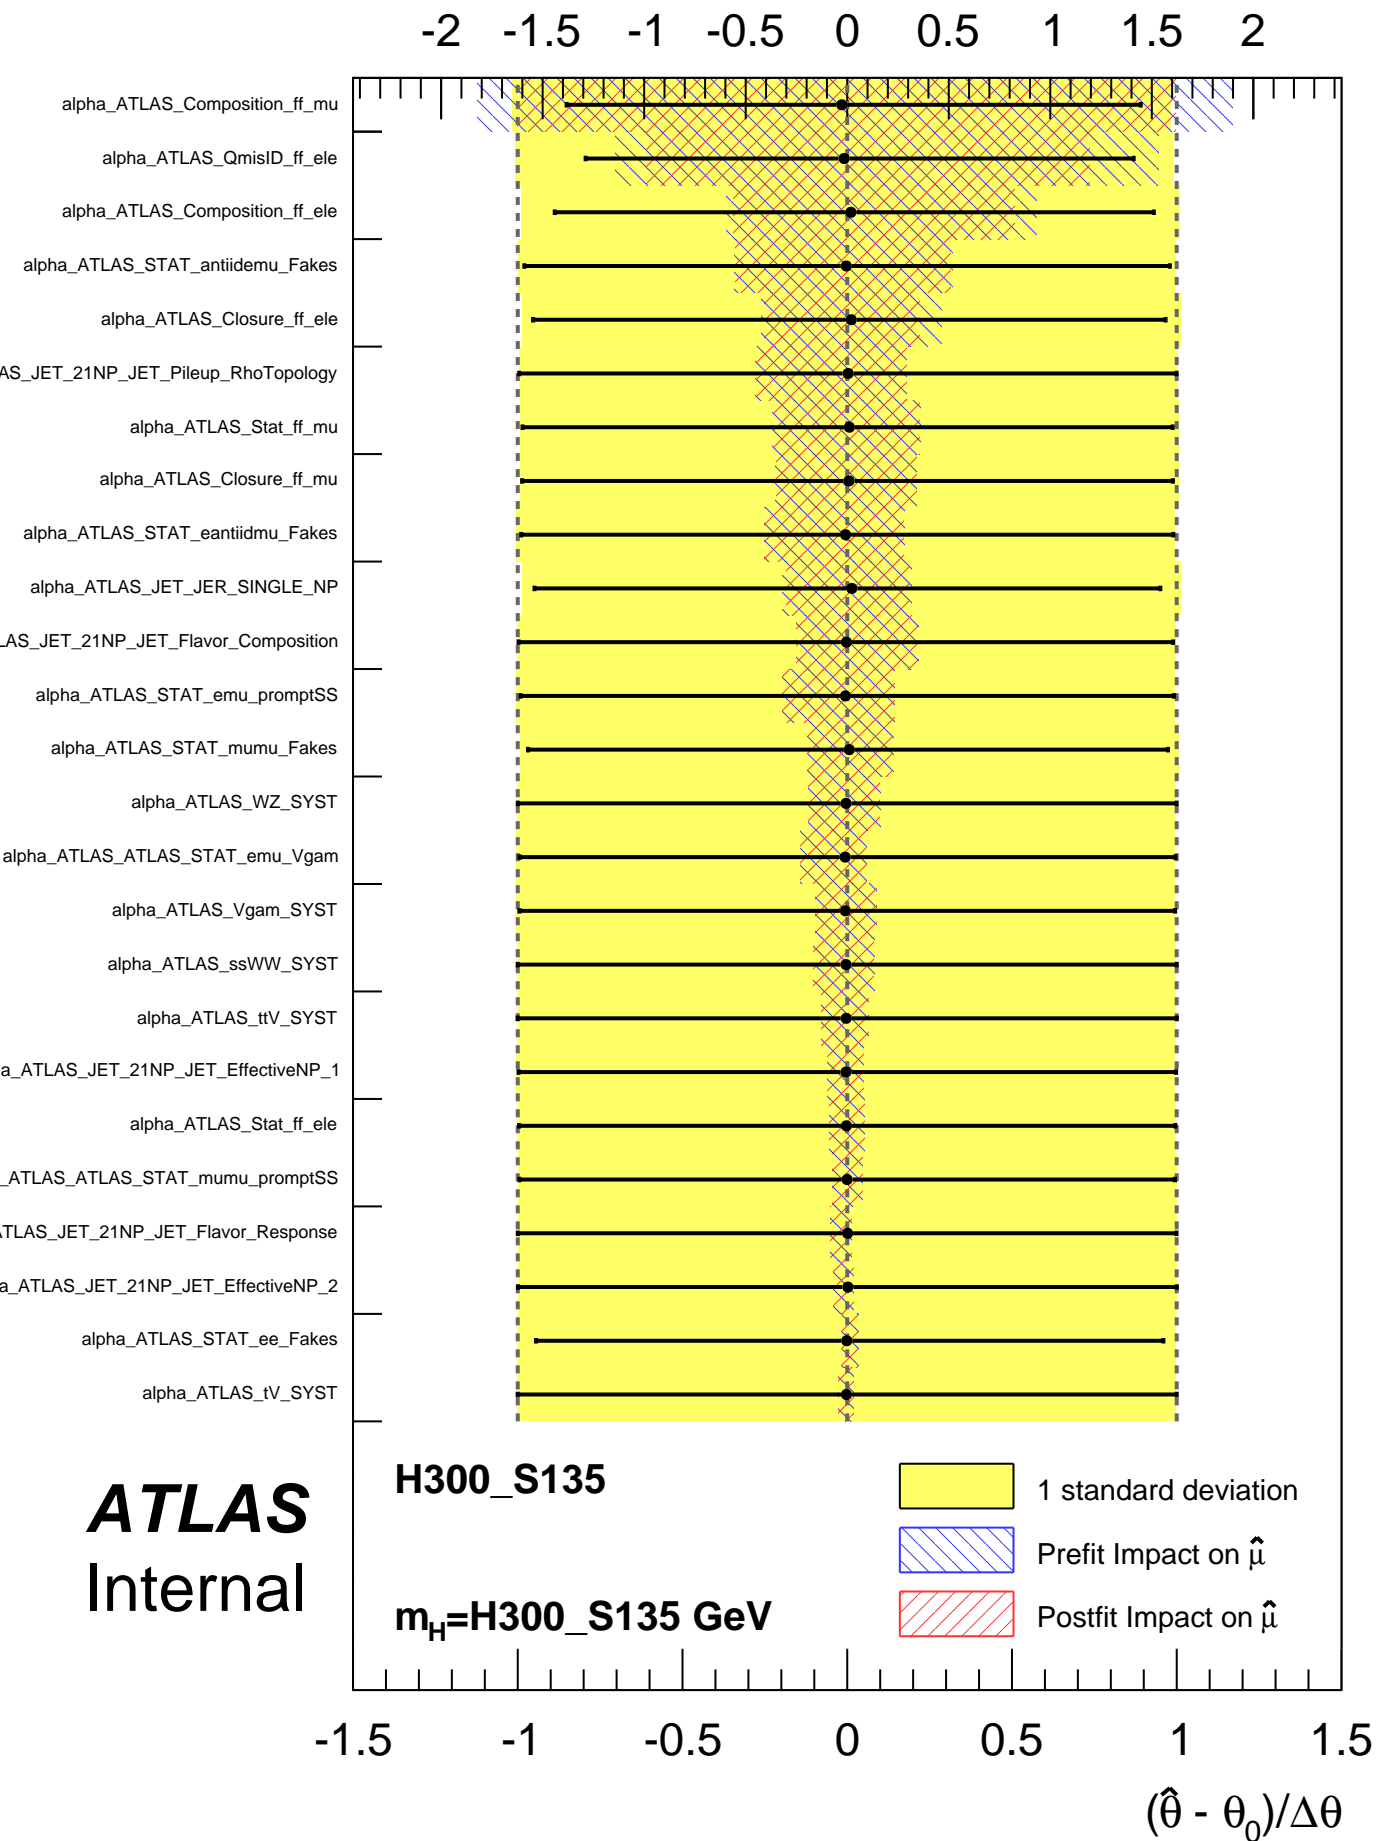 -2 -1.5 -1 -0.5 0 0.5 1 1.5 2
alpha_ATLAS_Composition_ff_mu
alpha_ATLAS_QmisID_ff_ele
alpha_ATLAS_Composition_ff_ele
alpha_ATLAS_STAT_antiidemu_Fakes
alpha_ATLAS_Closure_ff_ele
AS_JET_21NP_JET_Pileup_RhoTopology
alpha_ATLAS_Stat_ff_mu
alpha_ATLAS_Closure_ff_mu
alpha_ATLAS_STAT_eantiidmu_Fakes
alpha_ATLAS_JET_JER_SINGLE_NP
LAS_JET_21NP_JET_Flavor_Composition
alpha_ATLAS_STAT_emu_promptSS
alpha_ATLAS_STAT_mumu_Fakes
alpha_ATLAS_WZ_SYST
alpha_ATLAS_ATLAS_STAT_emu_Vgam
alpha_ATLAS_Vgam_SYST
alpha_ATLAS_ssWW_SYST
alpha_ATLAS_ttV_SYST
a_ATLAS_JET_21NP_JET_EffectiveNP_1
alpha_ATLAS_Stat_ff_ele
_ATLAS_ATLAS_STAT_mumu_promptSS
ATLAS_JET_21NP_JET_Flavor_Response
a_ATLAS_JET_21NP_JET_EffectiveNP_2
alpha_ATLAS_STAT_ee_Fakes
alpha_ATLAS_tV_SYST
ATLAS
Internal
H300_S135
m_H=H300_S135 GeV
1 standard deviation
Prefit Impact on μ̂
Postfit Impact on μ̂
-1.5 -1 -0.5 0 0.5 1 1.5
(θ̂ - θ₀)/Δθ